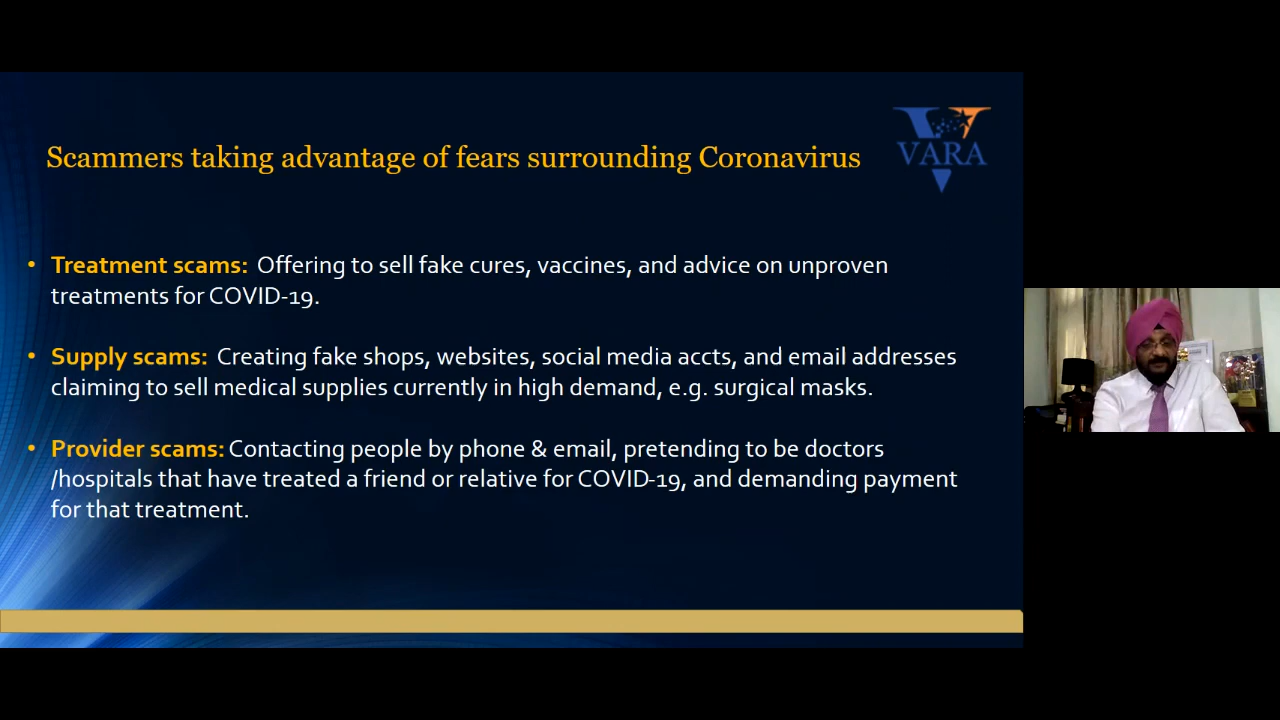 Scammers taking advantage of fears surrounding Coronavirus
VARA
• Treatment scams: Offering to sell fake cures, vaccines, and advice on unproven
treatments for COVID-19.
• Supply scams: Creating fake shops, websites, social media accts, and email addresses
claiming to sell medical supplies currently in high demand, e.g. surgical masks.
• Provider scams: Contacting people by phone & email, pretending to be doctors
/hospitals that have treated a friend or relative for COVID-19, and demanding payment
for that treatment.